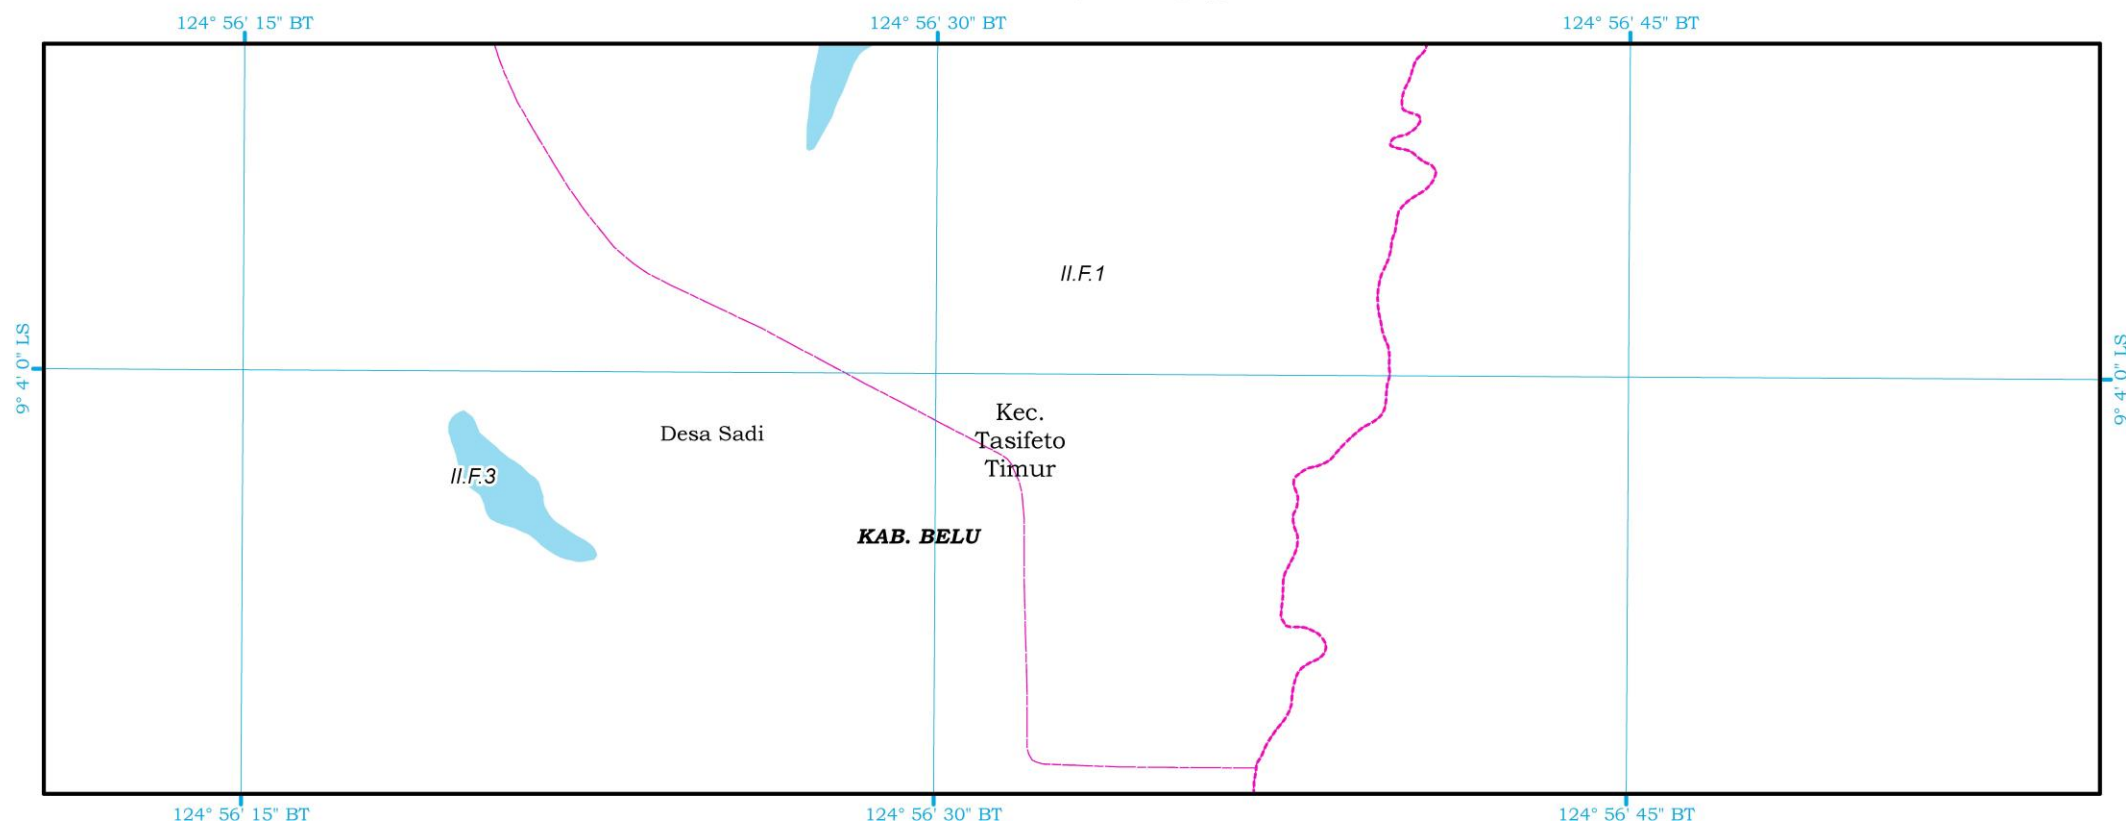 124° 56' 15" BT
124° 56' 30" BT
124° 56' 45" BT
II.F.1
9° 4' 0" LS
9° 4' 0" LS
Kec.
Tasifeto
Timur
Desa Sadi
II.F.3
KAB. BELU
124° 56' 15" BT
124° 56' 30" BT
124° 56' 45" BT